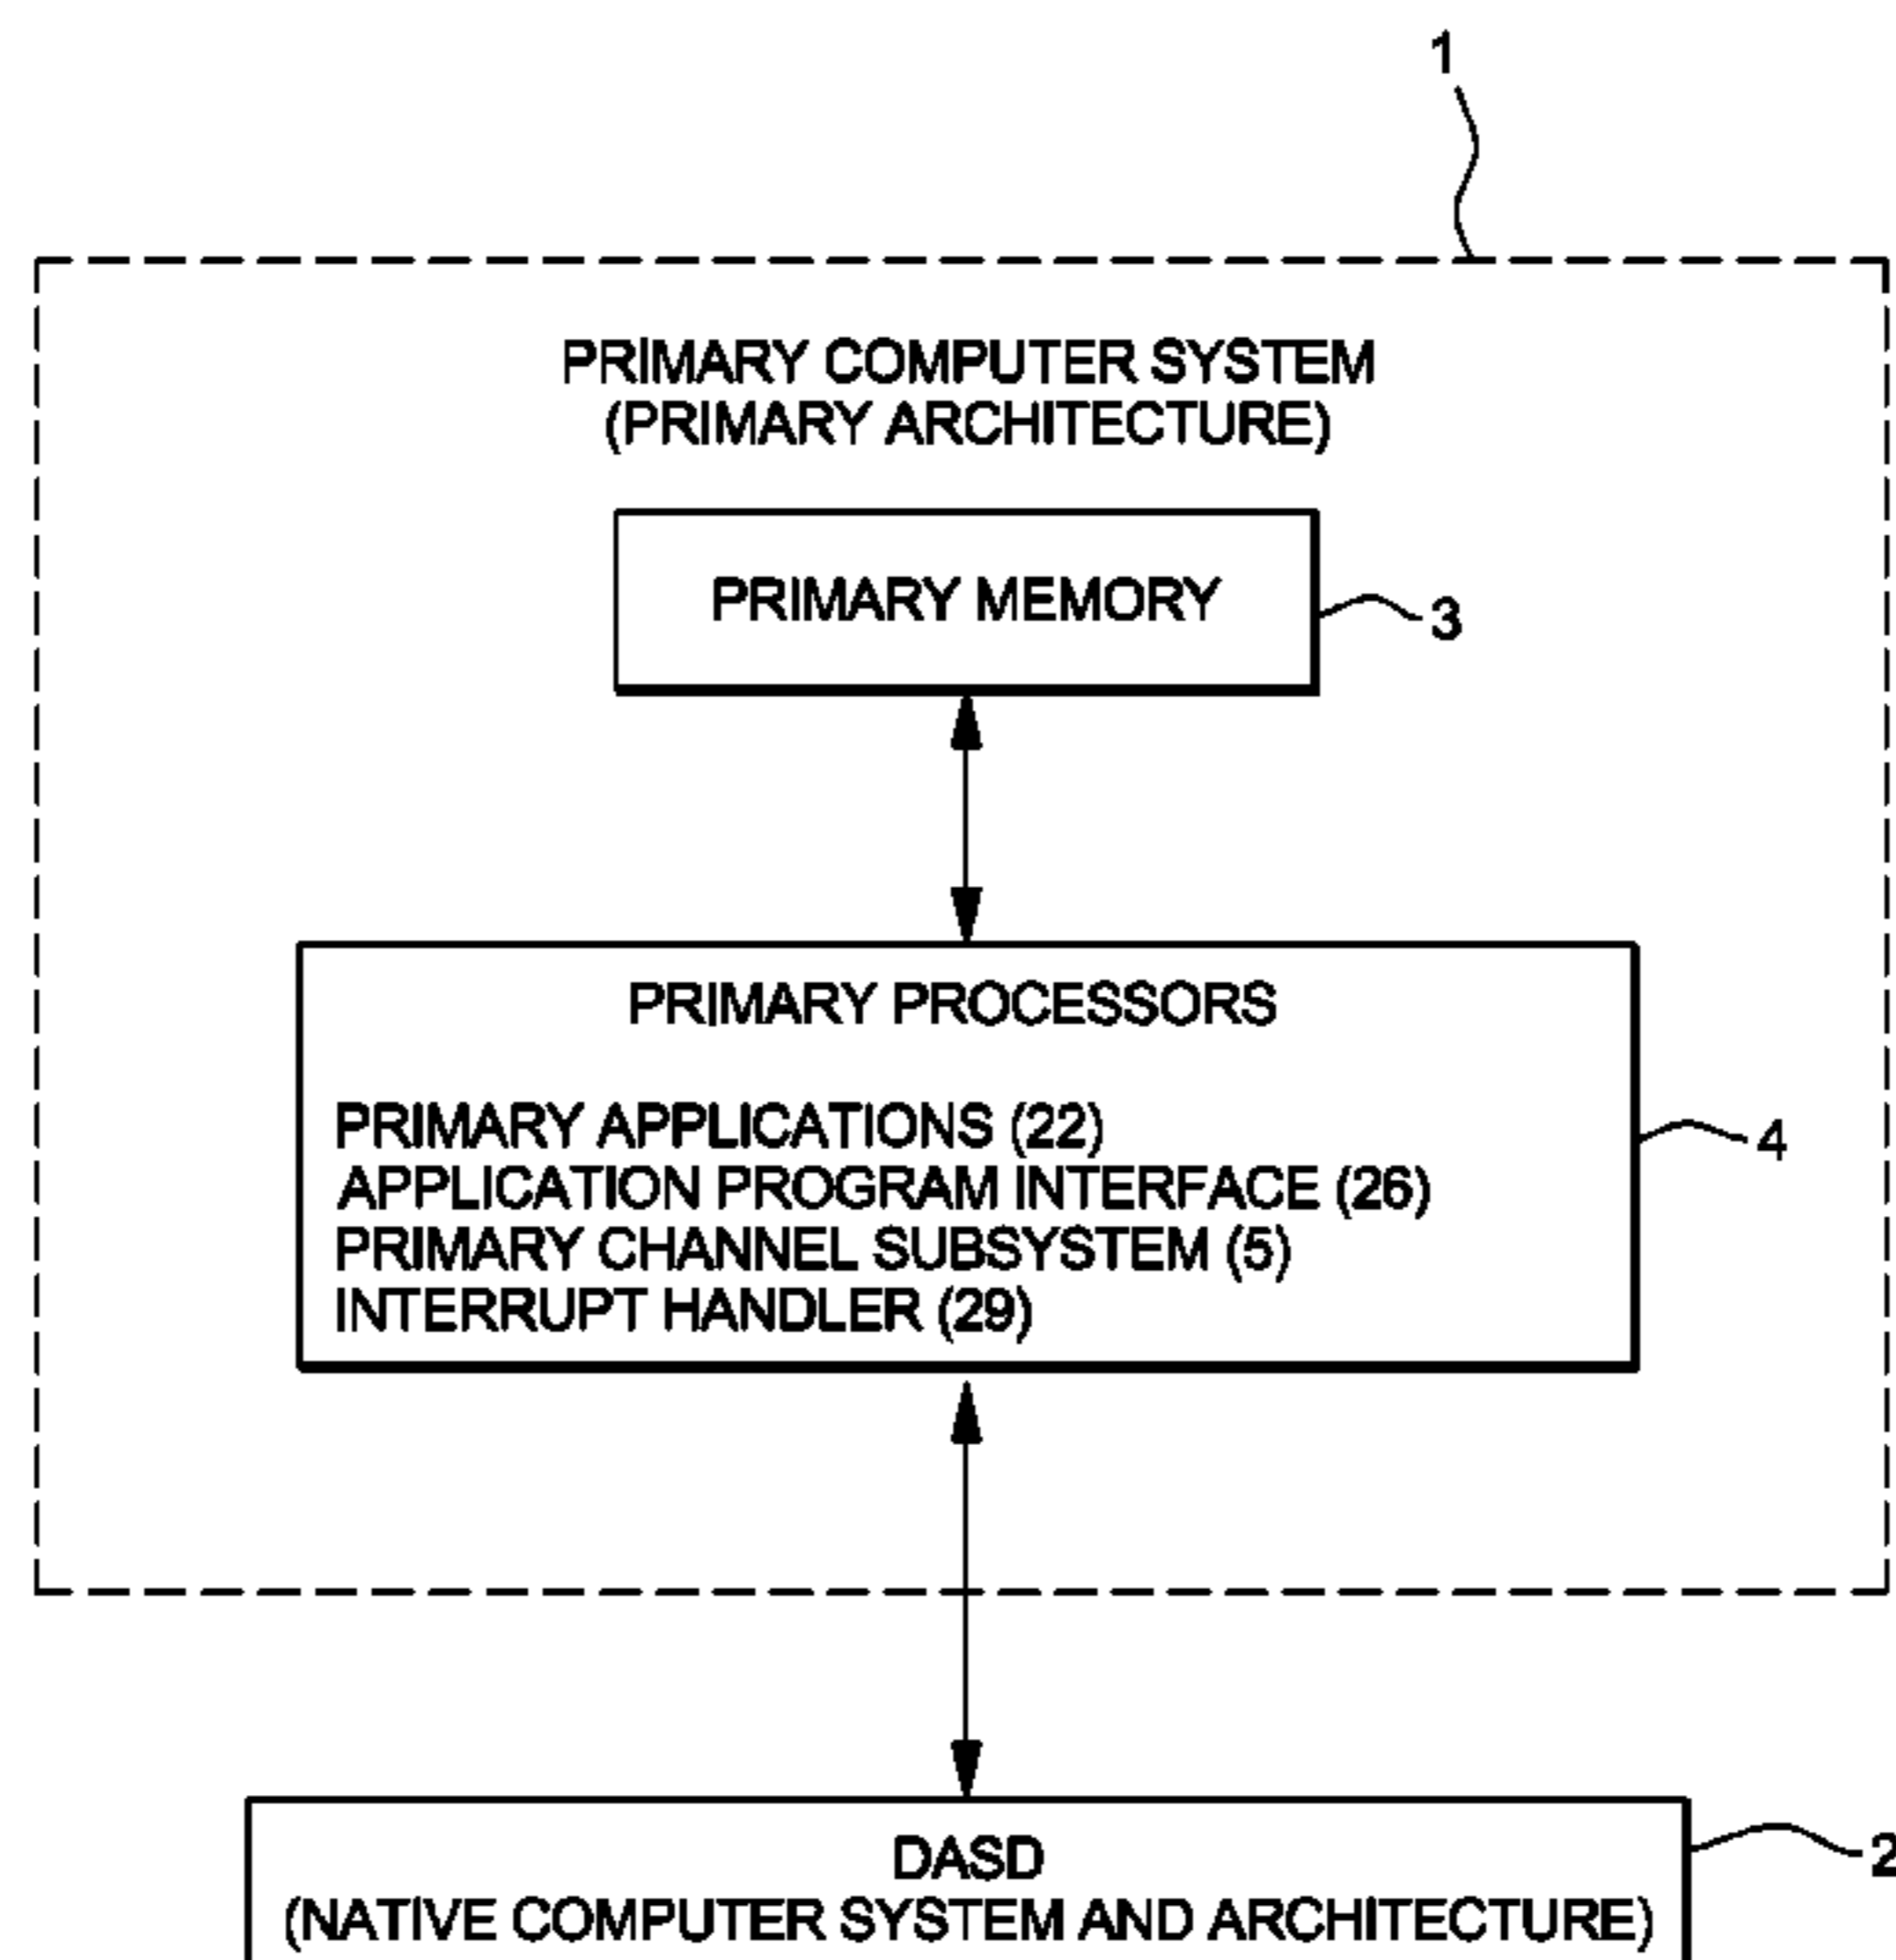 1
PRIMARY COMPUTER SYSTEM
(PRIMARY ARCHITECTURE)
PRIMARY MEMORY
3
PRIMARY PROCESSORS
PRIMARY APPLICATIONS (22)
APPLICATION PROGRAM INTERFACE (26)
PRIMARY CHANNEL SUBSYSTEM (5)
INTERRUPT HANDLER (29)
4
DASD
2
(NATIVE COMPUTER SYSTEM AND ARCHITECTURE)